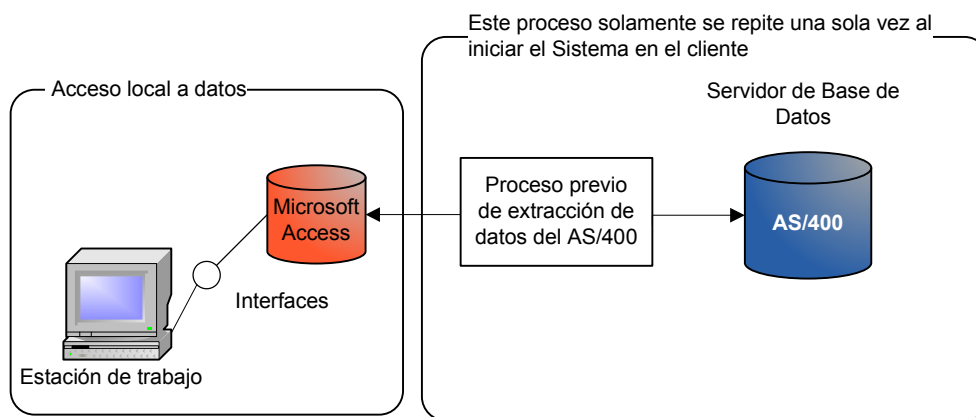 Este proceso solamente se repite una sola vez al
iniciar el Sistema en el cliente
Acceso local a datos
Servidor de Base de
Datos
Microsoft
Access
Proceso previo
de extracción de
datos del AS/400
AS/400
Interfaces
Estación de trabajo